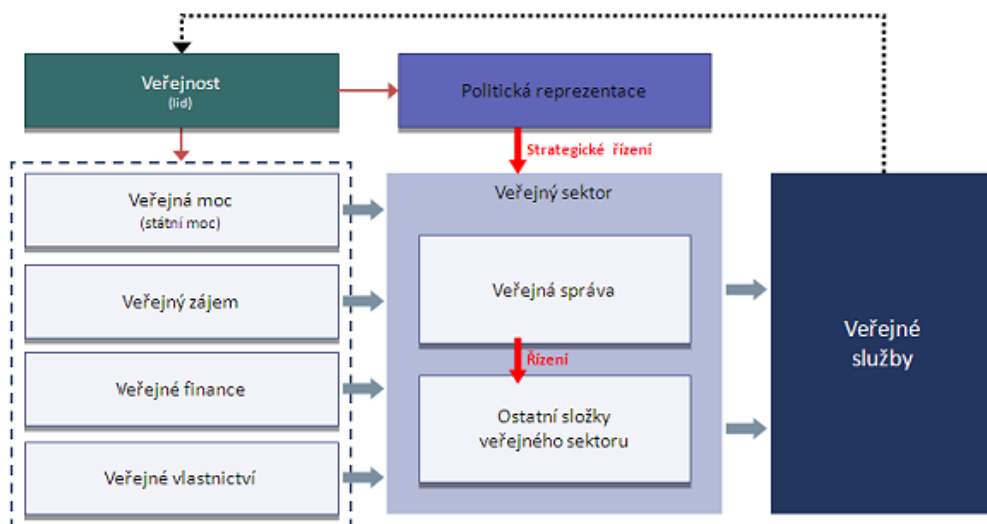 Veřejnost
(lid)
Politická reprezentace
Strategické řízení
Veřejná moc
(státní moc)
Veřejný zájem
Veřejné finance
Veřejné vlastnictví
Veřejný sektor
Veřejná správa
Řízení
Ostatní složky
veřejného sektoru
Veřejné
služby